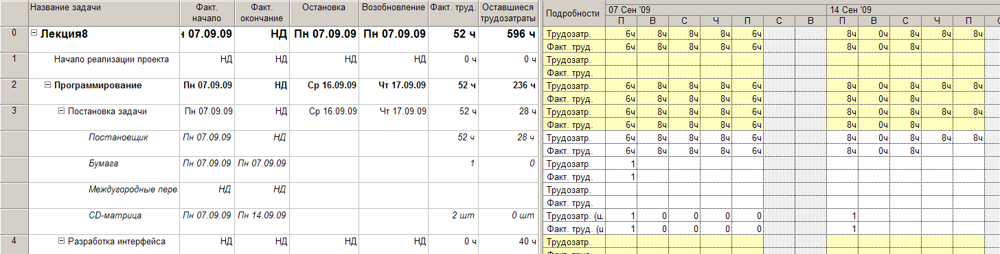 Название задачи Факт. начало Факт. окончание Остановка Возобновление Факт. труд. Оставшиеся трудозатраты Подробности 07 Сен '09 14 Сен '09
П В С Ч П С В П В С Ч П С
0 Лекция8 н 07.09.09 НД Пн 07.09.09 Пн 07.09.09 52 ч 596 ч Трудозатр. 6ч 8ч 8ч 8ч 6ч 8ч 0ч 8ч 8ч 8ч
Факт. труд. 6ч 8ч 8ч 8ч 6ч 8ч 0ч 8ч
1 Начало реализации проекта НД НД НД НД 0 ч 0 ч Трудозатр.
Факт. труд.
2 Программирование Пн 07.09.09 НД Ср 16.09.09 Чт 17.09.09 52 ч 236 ч Трудозатр. 6ч 8ч 8ч 8ч 6ч 8ч 0ч 8ч 8ч 8ч
Факт. труд. 6ч 8ч 8ч 8ч 6ч 8ч 0ч 8ч
3 Постановка задачи Пн 07.09.09 НД Ср 16.09.09 Чт 17.09.09 52 ч 28 ч Трудозатр. 6ч 8ч 8ч 8ч 6ч 8ч 0ч 8ч 8ч 8ч
Факт. труд. 6ч 8ч 8ч 8ч 6ч 8ч 0ч 8ч
Постановщик Пн 07.09.09 НД 52 ч 28 ч Трудозатр. 6ч 8ч 8ч 8ч 6ч 8ч 0ч 8ч 8ч 8ч
Факт. труд. 6ч 8ч 8ч 8ч 6ч 8ч 0ч 8ч
Бумага Пн 07.09.09 Пн 07.09.09 1 0 Трудозатр. 1
Факт. труд. 1
Междугородные пере НД НД Трудозатр.
Факт. труд.
CD-матрица Пн 07.09.09 Пн 14.09.09 2 шт 0 шт Трудозатр. (ш 1 0 0 0 0 1
Факт. труд. (ш 1 0 0 0 0 1
4 Разработка интерфейса НД НД НД НД 0 ч 40 ч Трудозатр.